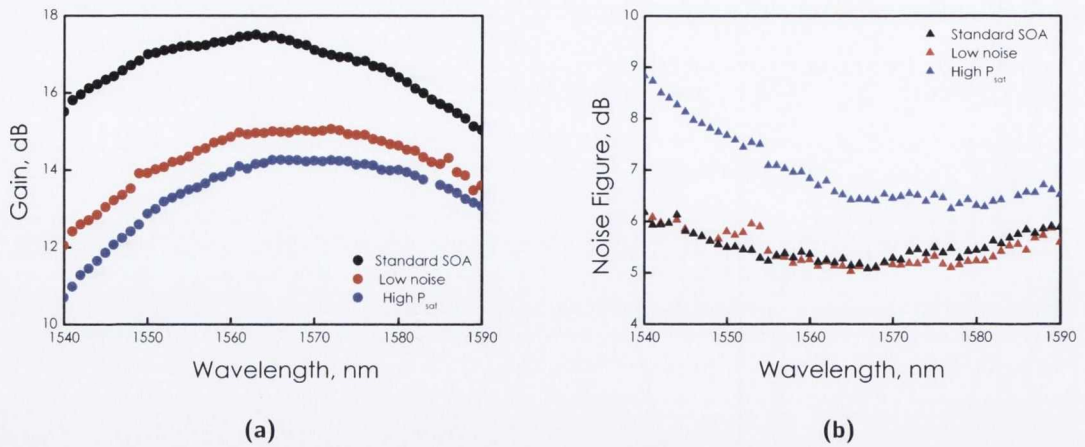 18
16
14
12
10
Gain, dB
1540
1550
1560
1570
1580
1590
Wavelength, nm
Standard SOA
Low noise
High P_sat
(a)
10
9
8
7
6
5
4
Noise Figure, dB
1540
1550
1560
1570
1580
1590
Wavelength, nm
Standard SOA
Low noise
High P_sat
(b)